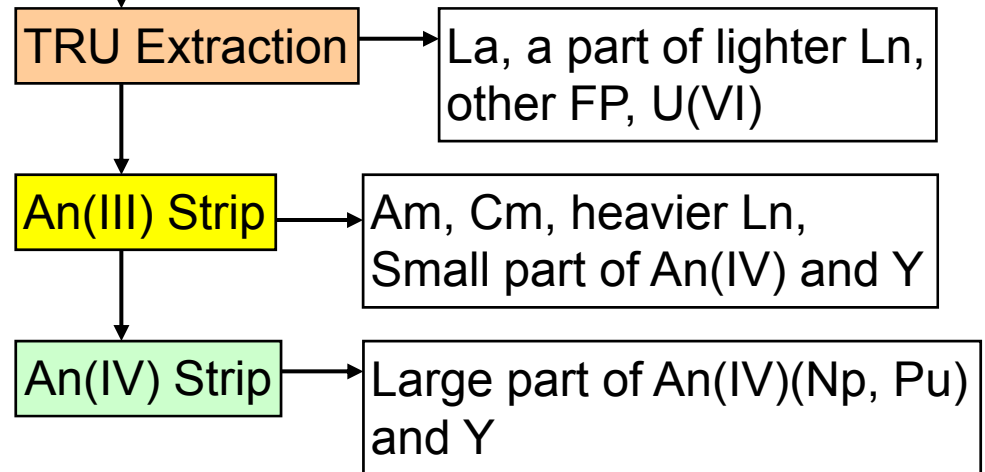 TRU Extraction
La, a part of lighter Ln,
other FP, U(VI)
An(III) Strip
Am, Cm, heavier Ln,
Small part of An(IV) and Y
An(IV) Strip
Large part of An(IV)(Np, Pu)
and Y